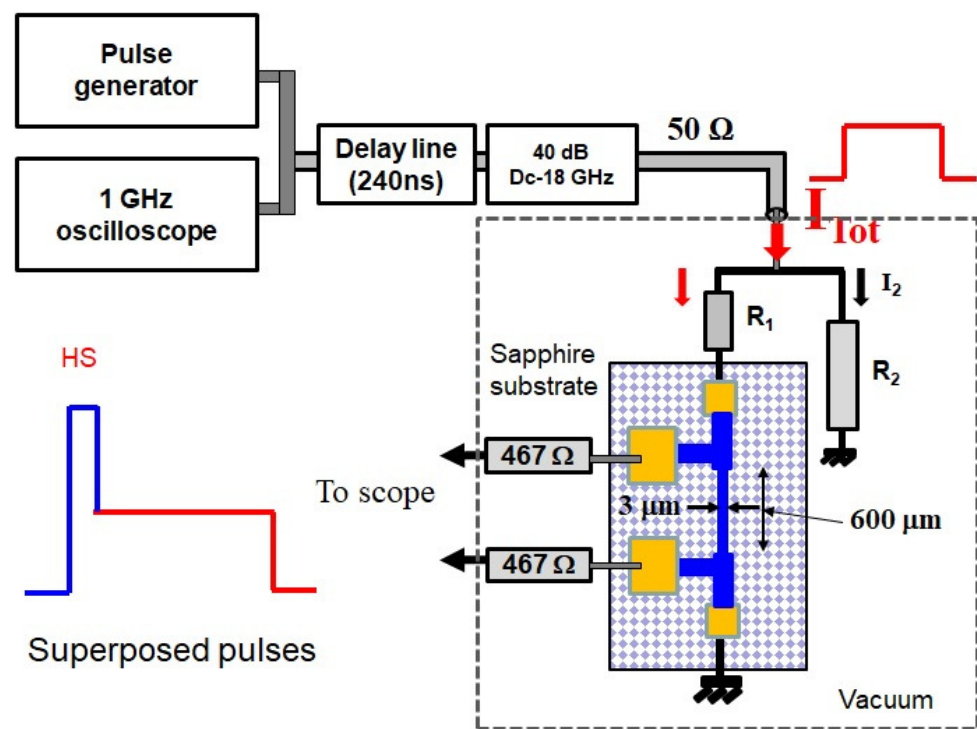 Pulse
generator
1 GHz
oscilloscope
Delay line
(240ns)
40 dB
Dc-18 GHz
50 Ω
I Tot
I2
R1
R2
HS
Sapphire
substrate
467 Ω
To scope
3 μm
600 μm
467 Ω
Superposed pulses
Vacuum